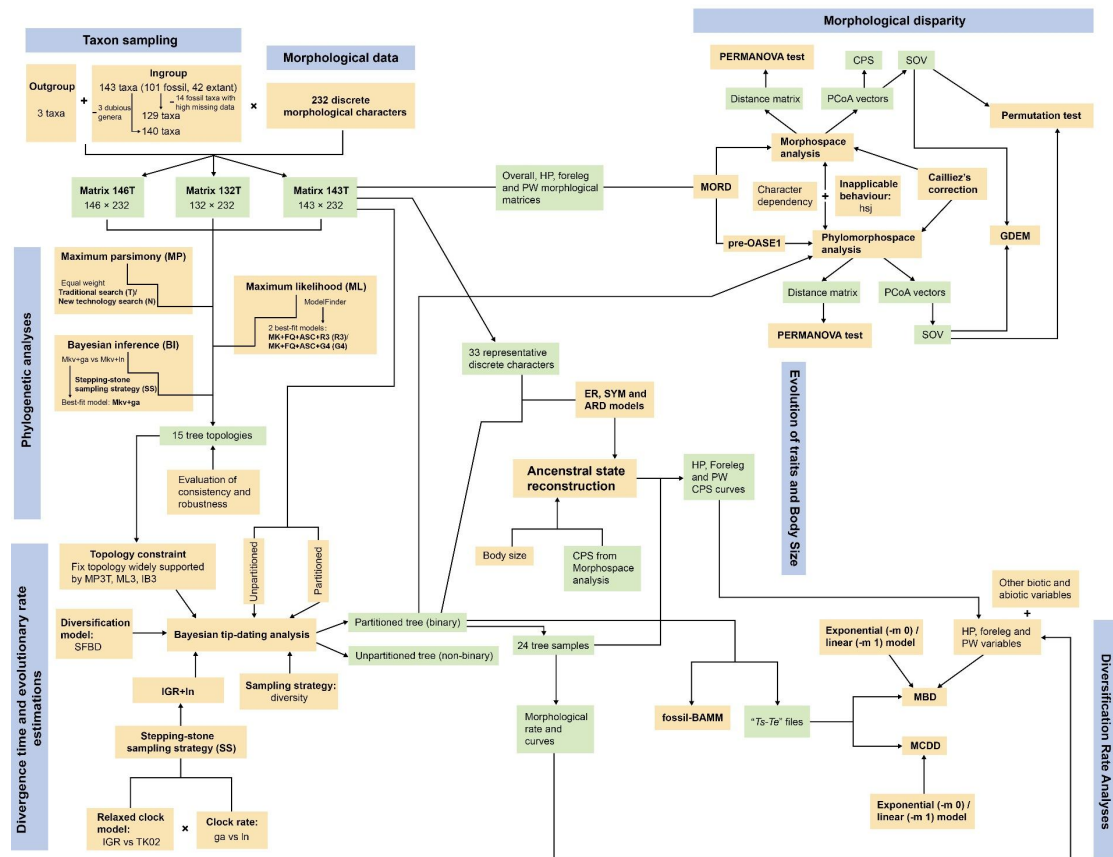 Taxon sampling
Morphological data
Outgroup
3 taxa
+
Ingroup
143 taxa (101 fossil, 42 extant)
– 3 dubious
genera
– 14 fossil taxa with
high missing data
129 taxa
140 taxa
×
232 discrete
morphological characters
Matrix 146T
146 × 232
Matrix 132T
132 × 232
Matirx 143T
143 × 232
Overall, HP,
foreleg
and PW morphlogical
matrices
Morphological disparity
PERMANOVA test
CPS
SOV
Distance matrix
PCoA vectors
Permutation test
Morphospace
analysis
MORD
Character
dependency
+
Inapplicable
behaviour:
hsj
Cailliez's
correction
GDEM
pre-OASE1
Phylomorphospace
analysis
Distance matrix
PCoA vectors
PERMANOVA test
SOV
Phylogenetic analyses
Maximum parsimony (MP)
Equal weight
Traditional search (T)/
New technology search (N)
Maximum likelihood (ML)
ModelFinder
2 best-fit models:
MK+FQ+ASC+R3 (R3)/
MK+FQ+ASC+G4 (G4)
Bayesian inference (BI)
Mkv+ga vs Mkv+ln
Stepping-stone
sampling strategy (SS)
Best-fit model: Mkv+ga
15 tree topologies
Evaluation of
consistency and
robustness
33 representative
discrete characters
ER, SYM and
ARD models
Ancenstral state
reconstruction
HP, Foreleg
and PW
CPS curves
Body size
CPS from
Morphospace
analysis
Evolution of traits and Body Size
Divergence time and evolutionary rate
estimations
Topology constraint
Fix topology widely supported
by MP3T, ML3, IB3
Unpartitioned
Partitioned
Diversification
model:
SFBD
Bayesian tip-dating analysis
Partitioned tree (binary)
Unpartitioned tree (non-binary)
24 tree samples
IGR+ln
Sampling strategy:
diversity
Stepping-stone
sampling strategy (SS)
Relaxed clock
model:
IGR vs TK02
×
Clock rate:
ga vs ln
Morphological
rate and
curves
fossil-BAMM
"Ts-Te" files
Other biotic and
abiotic variables
+
HP, foreleg and
PW variables
Exponential (-m 0) /
linear (-m 1) model
MBD
MCDD
Exponential (-m 0) /
linear (-m 1) model
Diversification Rate Analyses